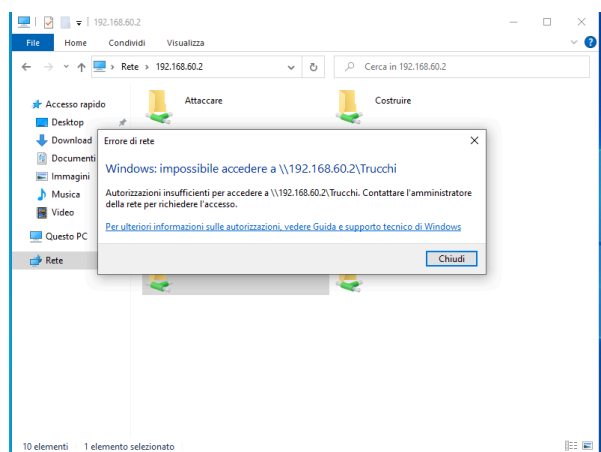 192.168.60.2
File Home Condividi Visualizza
Rete 192.168.60.2
Cerca in 192.168.60.2
Accesso rapido
Desktop
Download
Documenti
Immagini
Musica
Video
Questo PC
Rete
Attaccare Costruire
Errore di rete
Windows: impossibile accedere a \\192.168.60.2\Trucchi
Autorizzazioni insufficienti per accedere a \\192.168.60.2\Trucchi. Contattare l'amministratore
della rete per richiedere l'accesso.
Per ulteriori informazioni sulle autorizzazioni, vedere Guida e supporto tecnico di Windows
Chiudi
10 elementi 1 elemento selezionato